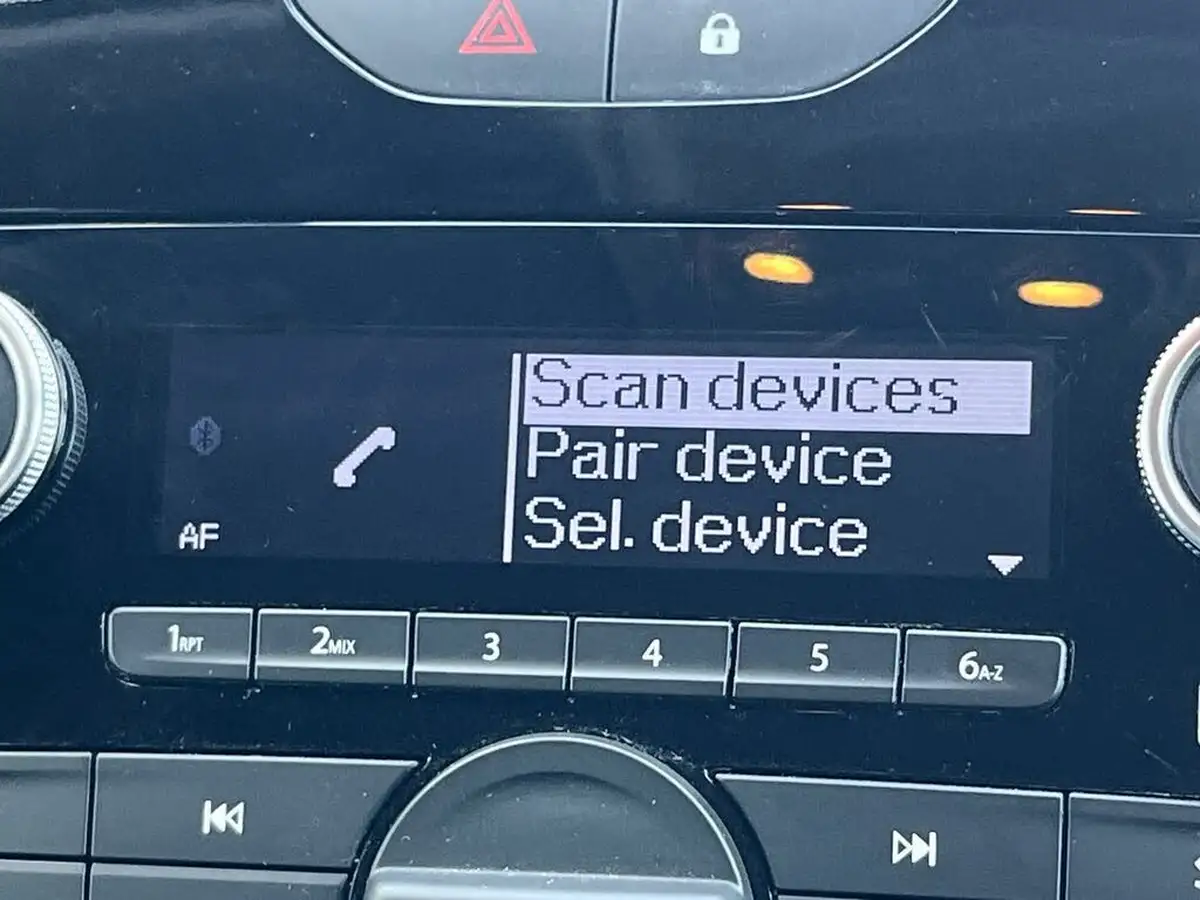 Scan devices
Pair device
Sel. device
AF
1RPT 2MIX 3 4 5 6A-Z